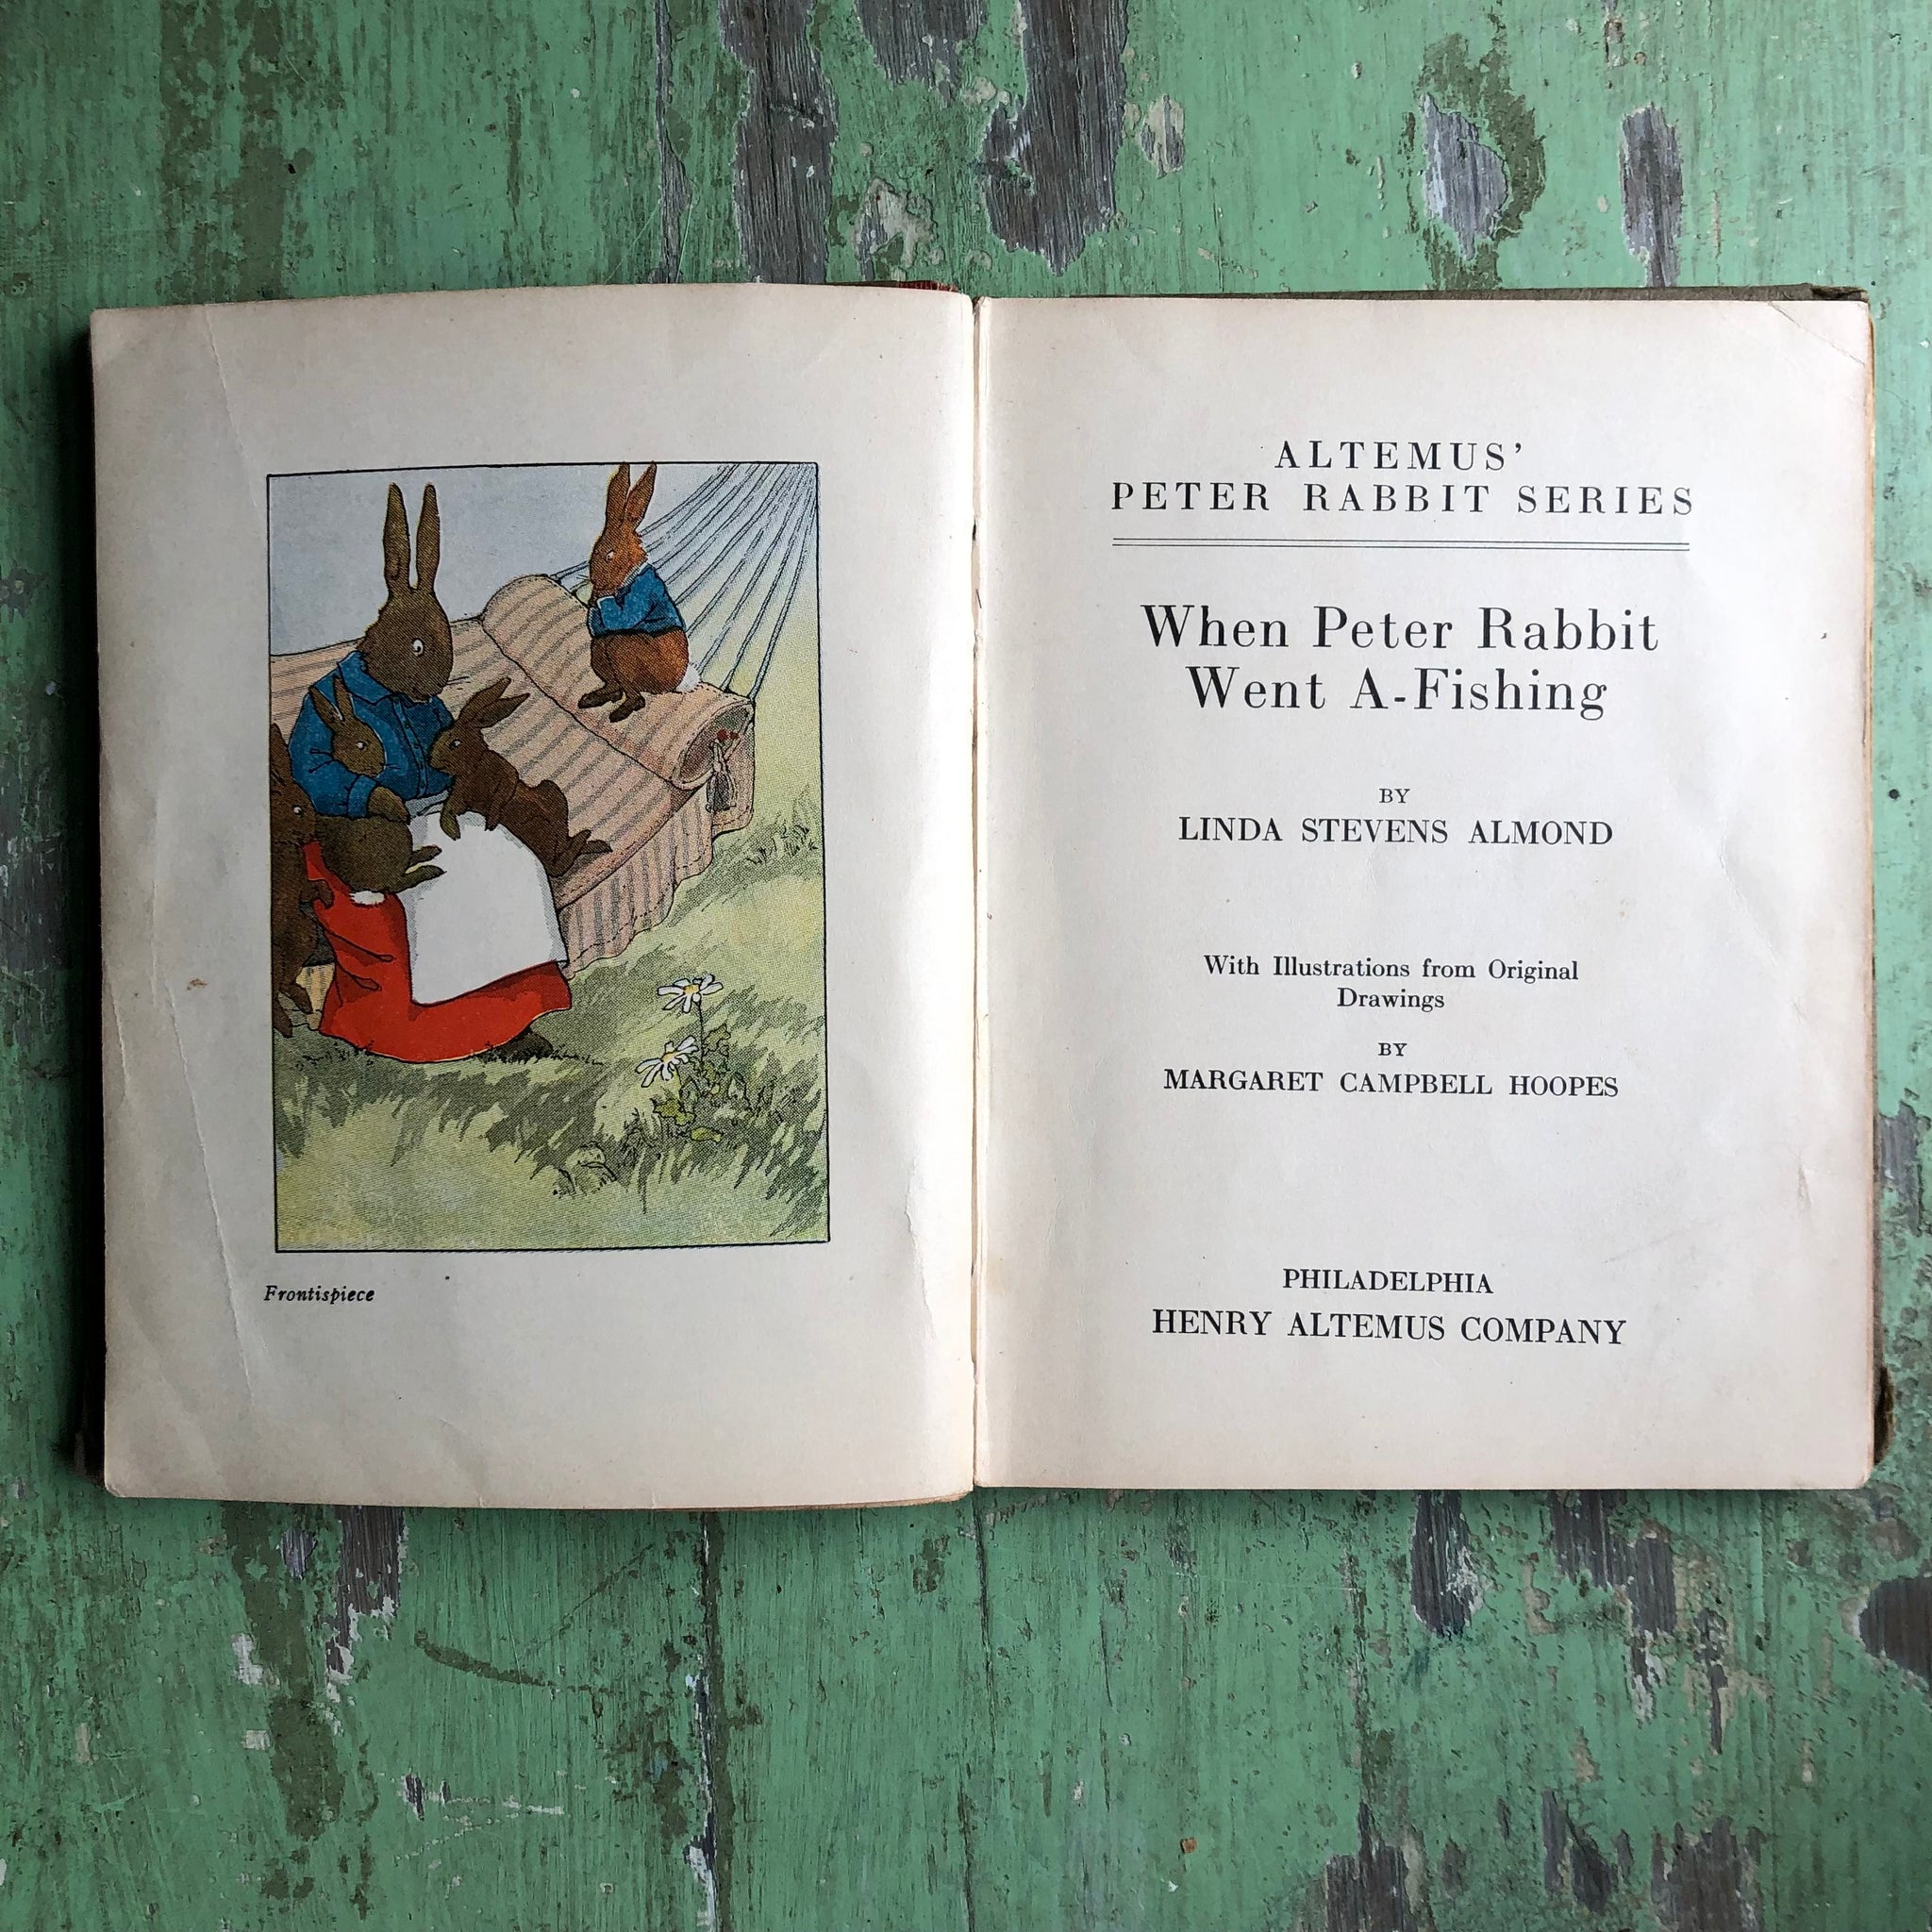 Frontispiece
ALTEMUS'
PETER RABBIT SERIES
When Peter Rabbit
Went A-Fishing
BY
LINDA STEVENS ALMOND
With Illustrations from Original
Drawings
BY
MARGARET CAMPBELL HOOPES
PHILADELPHIA
HENRY ALTEMUS COMPANY